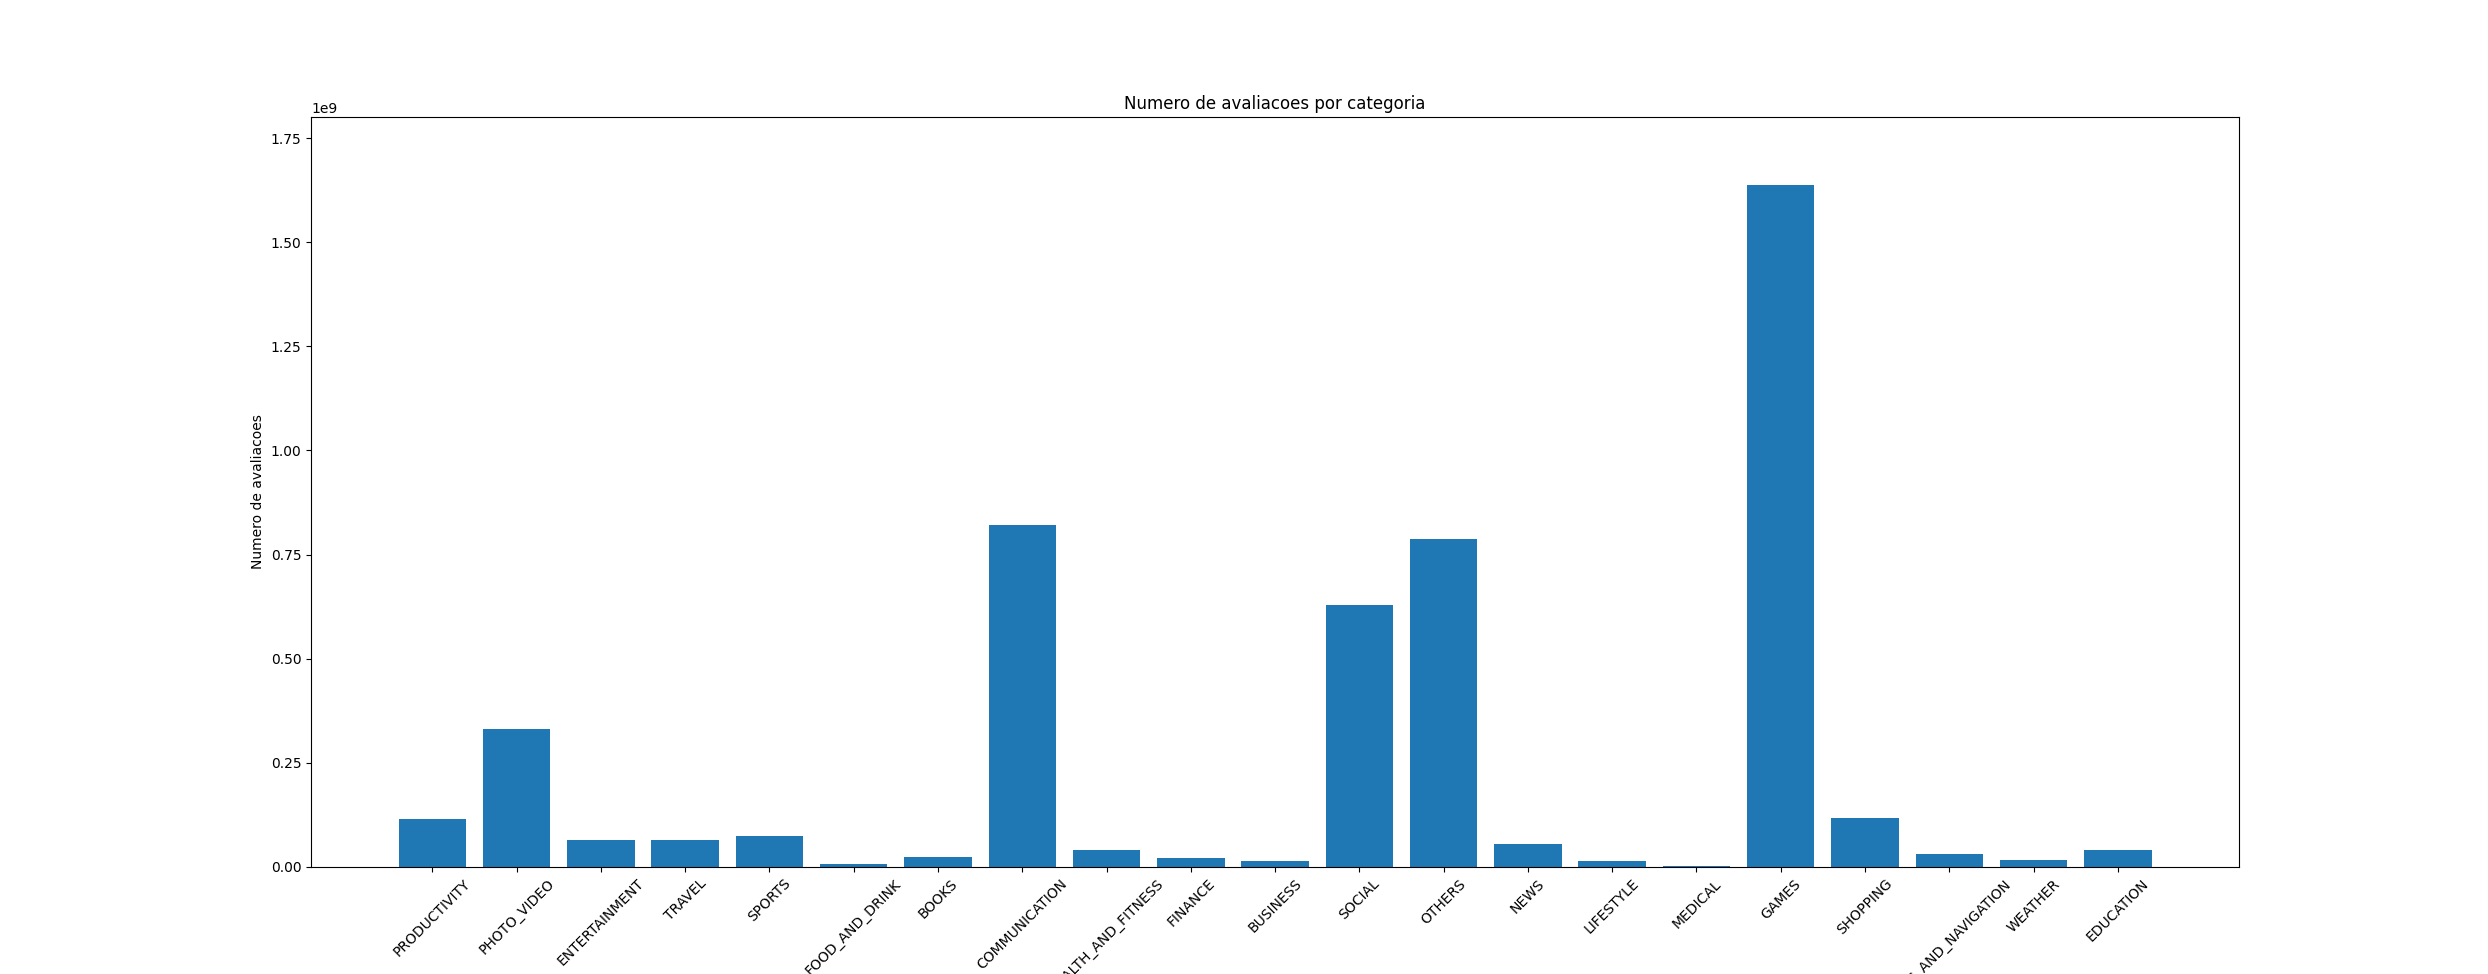 Numero de avaliacoes por categoria
1e9
1.75
1.50
1.25
1.00
0.75
0.50
0.25
0.00
Numero de avaliacoes
PRODUCTIVITY
PHOTO_VIDEO
ENTERTAINMENT
TRAVEL
SPORTS
FOOD_AND_DRINK
BOOKS
COMMUNICATION
ALTH_AND_FITNESS
FINANCE
BUSINESS
SOCIAL
OTHERS
NEWS
LIFESTYLE
MEDICAL
GAMES
SHOPPING
_AND_NAVIGATION
WEATHER
EDUCATION